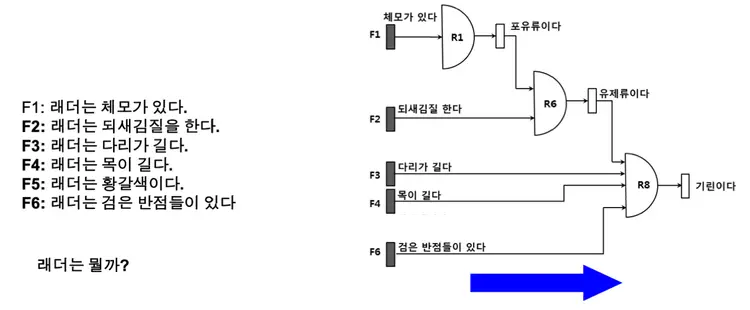 F1: 래더는 체모가 있다.
F2: 래더는 되새김질을 한다.
F3: 래더는 다리가 길다.
F4: 래더는 목이 길다.
F5: 래더는 황갈색이다.
F6: 래더는 검은 반점들이 있다
래더는 뭘까?
체모가 있다
F1
R1
포유류이다
되새김질 한다
F2
R6
유제류이다
다리가 길다
F3
목이 길다
F4
R8
기린이다
검은 반점들이 있다
F6